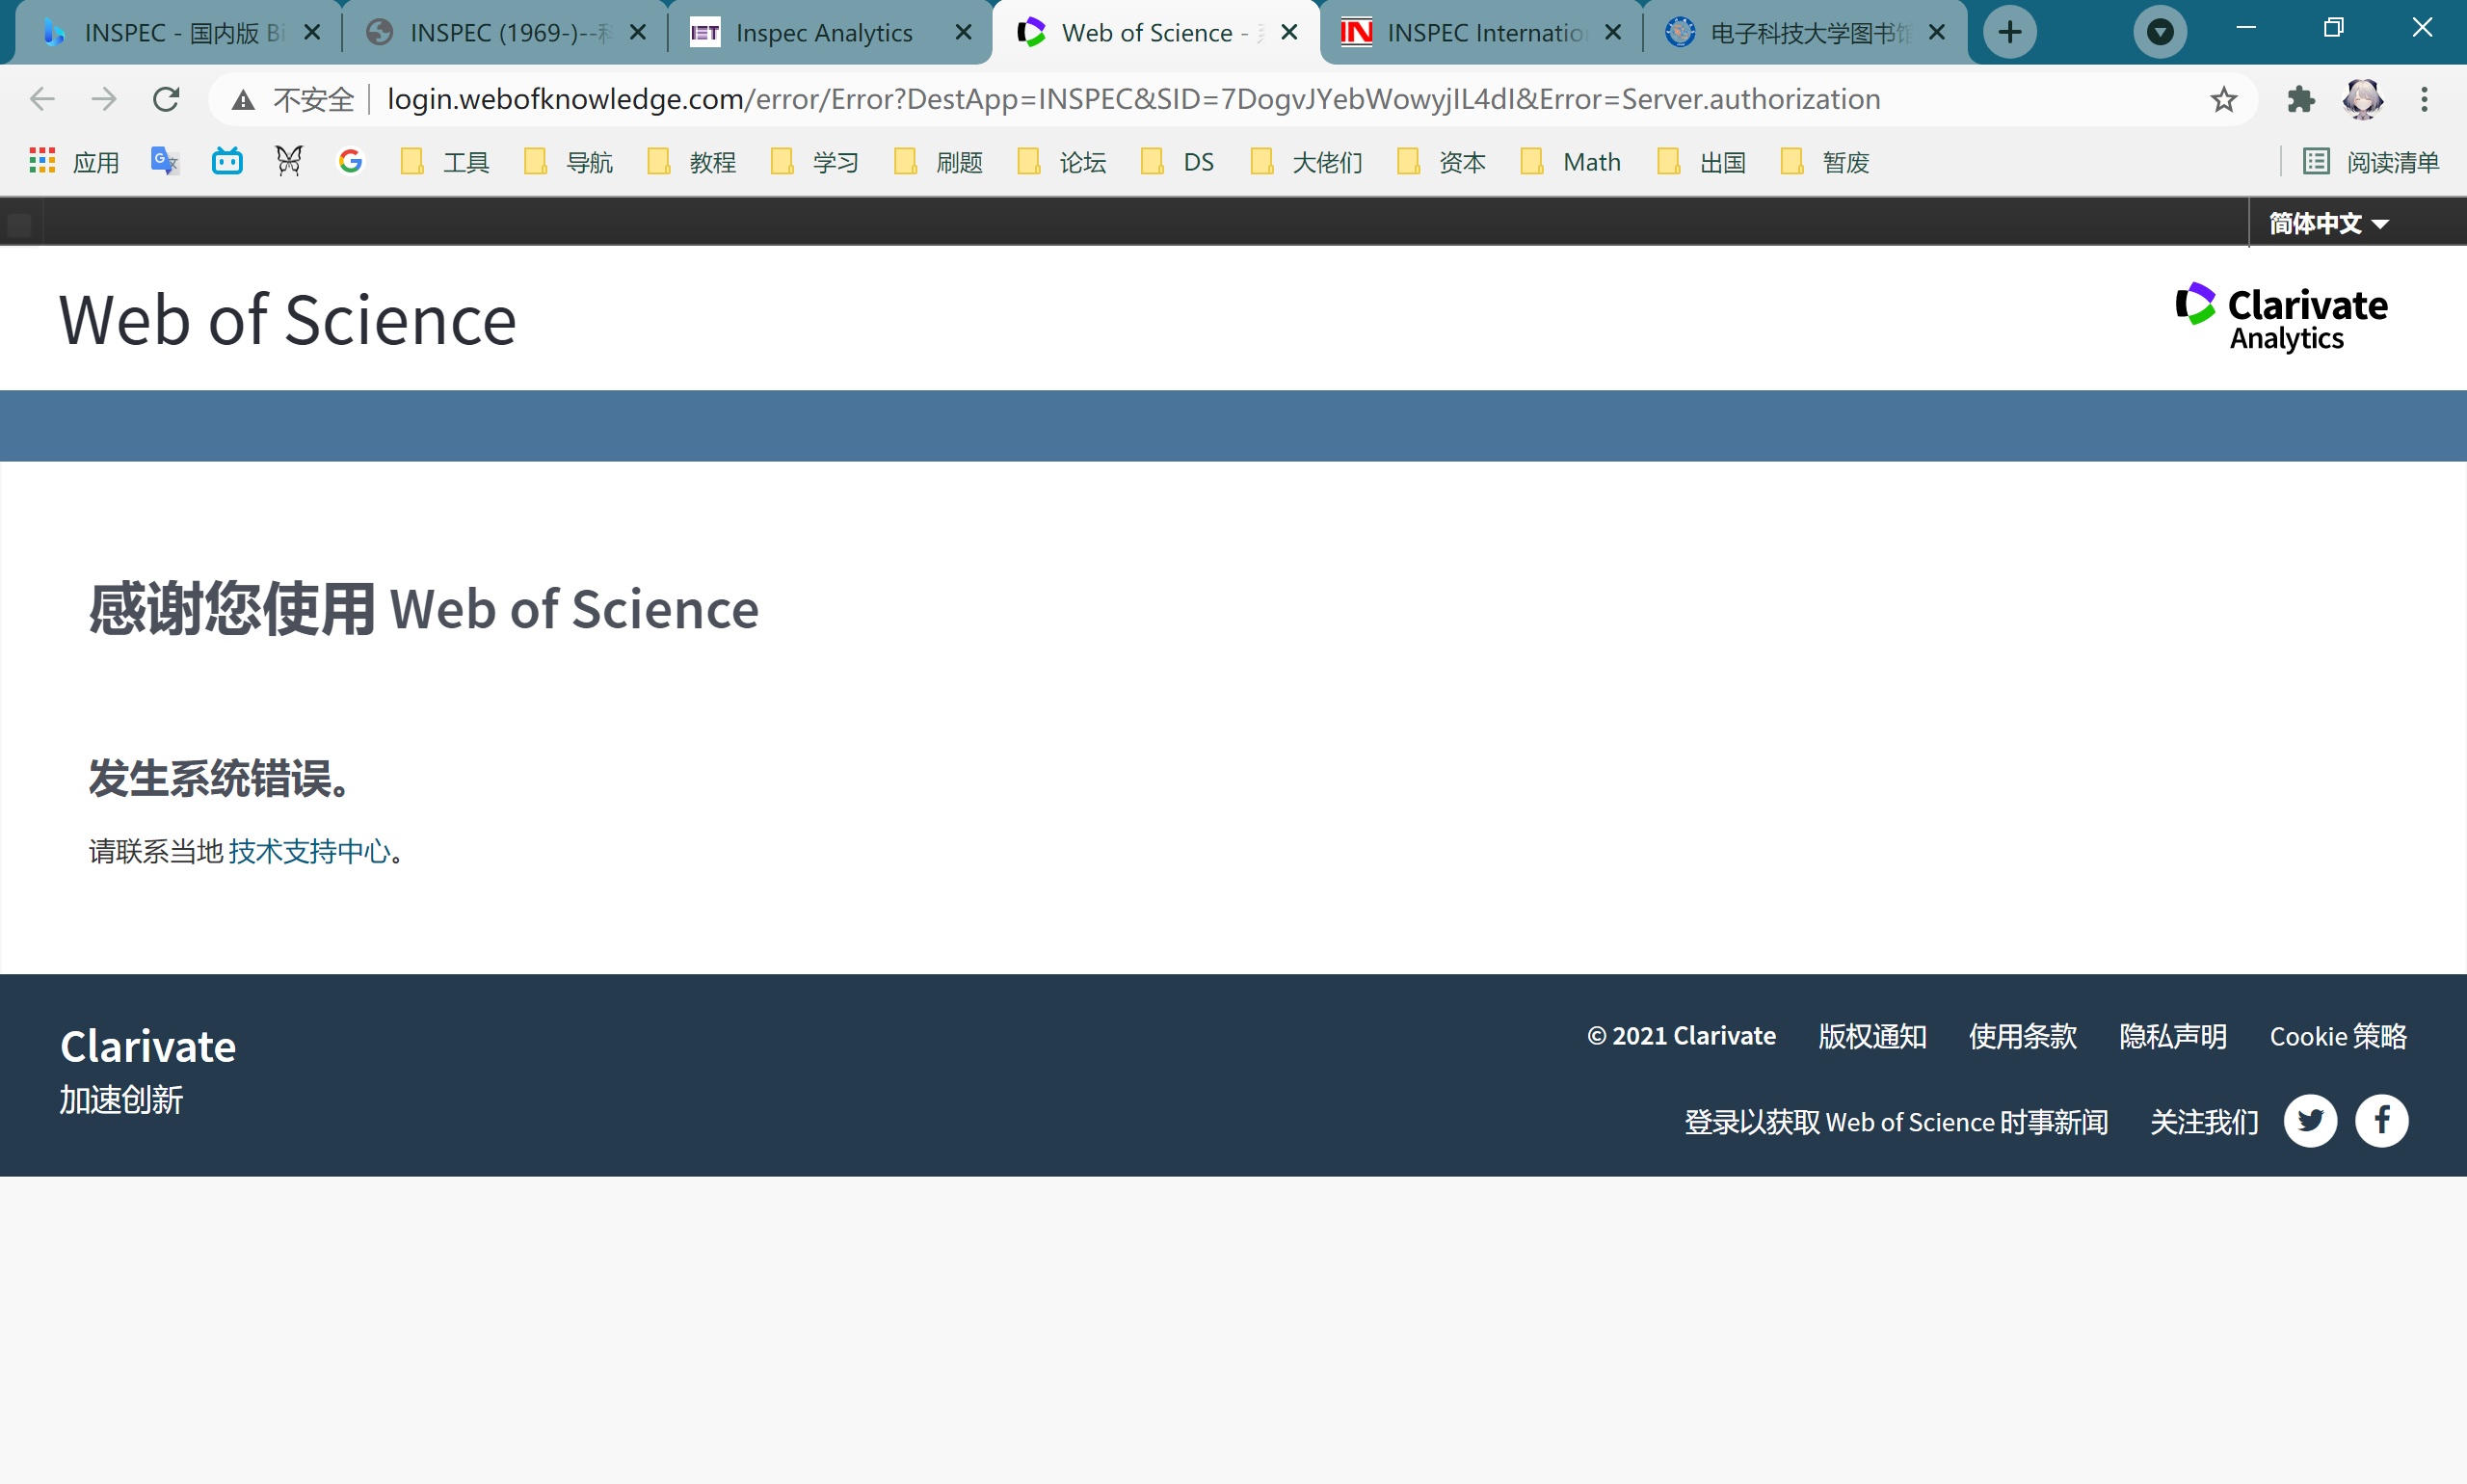 INSPEC - 国内版 Bi
INSPEC (1969-)--科
IET
Inspec Analytics
Web of Science -
IN
INSPEC Internatio
电子科技大学图书馆
不安全
login.webofknowledge.com/error/Error?DestApp=INSPEC&SID=7DogvJYebWowyjIL4dI&Error=Server.authorization
应用
工具
导航
教程
学习
刷题
论坛
DS
大佬们
资本
Math
出国
暂废
阅读清单
简体中文
Web of Science
Clarivate
Analytics
感谢您使用 Web of Science
发生系统错误。
请联系当地 技术支持中心。
Clarivate
加速创新
© 2021 Clarivate 版权通知 使用条款 隐私声明 Cookie 策略
登录以获取 Web of Science 时事新闻 关注我们